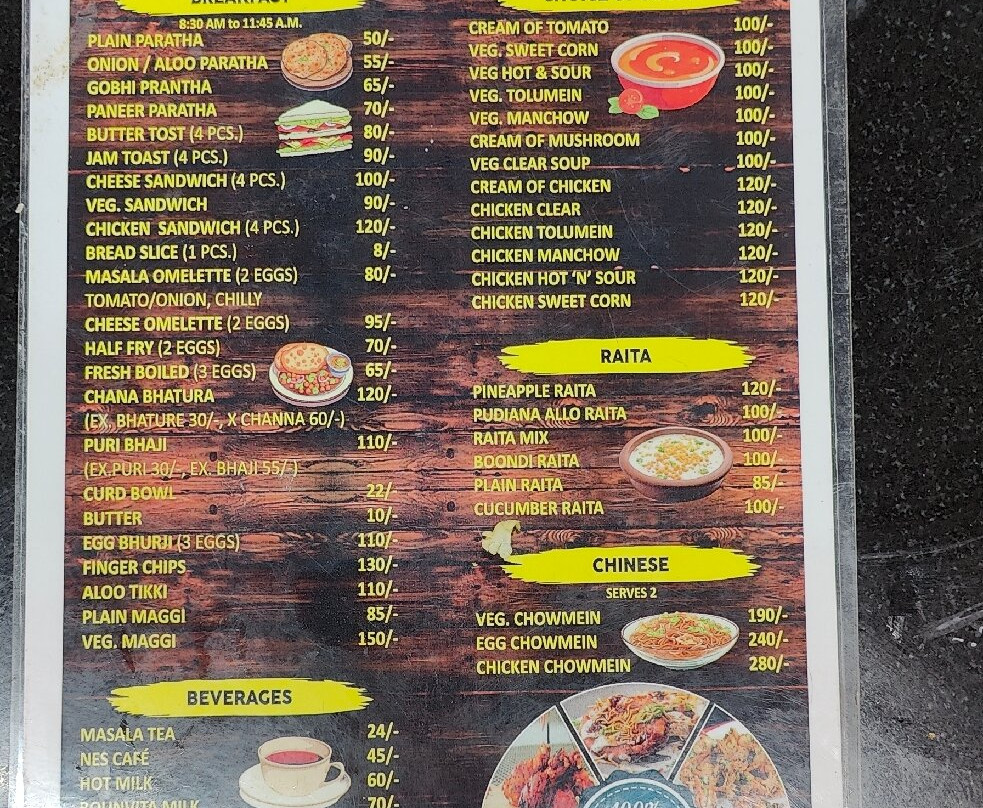 BREAKFAST
8:30 AM to 11:45 A.M.
PLAIN PARATHA 50/-
ONION / ALOO PARATHA 55/-
GOBHI PRANTHA 65/-
PANEER PARATHA 70/-
BUTTER TOST (4 PCS.) 80/-
JAM TOAST (4 PCS.) 90/-
CHEESE SANDWICH (4 PCS.) 100/-
VEG. SANDWICH 90/-
CHICKEN SANDWICH (4 PCS.) 120/-
BREAD SLICE (1 PCS.) 8/-
MASALA OMELETTE (2 EGGS) 80/-
TOMATO/ONION, CHILLY
CHEESE OMELETTE (2 EGGS) 95/-
HALF FRY (2 EGGS) 70/-
FRESH BOILED (3 EGGS) 65/-
CHANA BHATURA 120/-
(EX. BHATURE 30/-, X CHANNA 60/-)
PURI BHAJI 110/-
(EX.PURI 30/-, EX. BHAJI 55/-)
CURD BOWL 22/-
BUTTER 10/-
EGG BHURJI (3 EGGS) 110/-
FINGER CHIPS 130/-
ALOO TIKKI 110/-
PLAIN MAGGI 85/-
VEG. MAGGI 150/-
BEVERAGES
MASALA TEA 24/-
NES CAFÉ 45/-
HOT MILK 60/-
BOUNVITA MILK 70/-
CREAM OF TOMATO 100/-
VEG. SWEET CORN 100/-
VEG HOT & SOUR 100/-
VEG. TOLUMEIN 100/-
VEG. MANCHOW 100/-
CREAM OF MUSHROOM 100/-
VEG CLEAR SOUP 100/-
CREAM OF CHICKEN 120/-
CHICKEN CLEAR 120/-
CHICKEN TOLUMEIN 120/-
CHICKEN MANCHOW 120/-
CHICKEN HOT 'N' SOUR 120/-
CHICKEN SWEET CORN 120/-
RAITA
PINEAPPLE RAITA 120/-
PUDIANA ALLO RAITA 100/-
RAITA MIX 100/-
BOONDI RAITA 100/-
PLAIN RAITA 85/-
CUCUMBER RAITA 100/-
CHINESE
SERVES 2
VEG. CHOWMEIN 190/-
EGG CHOWMEIN 240/-
CHICKEN CHOWMEIN 280/-
100%